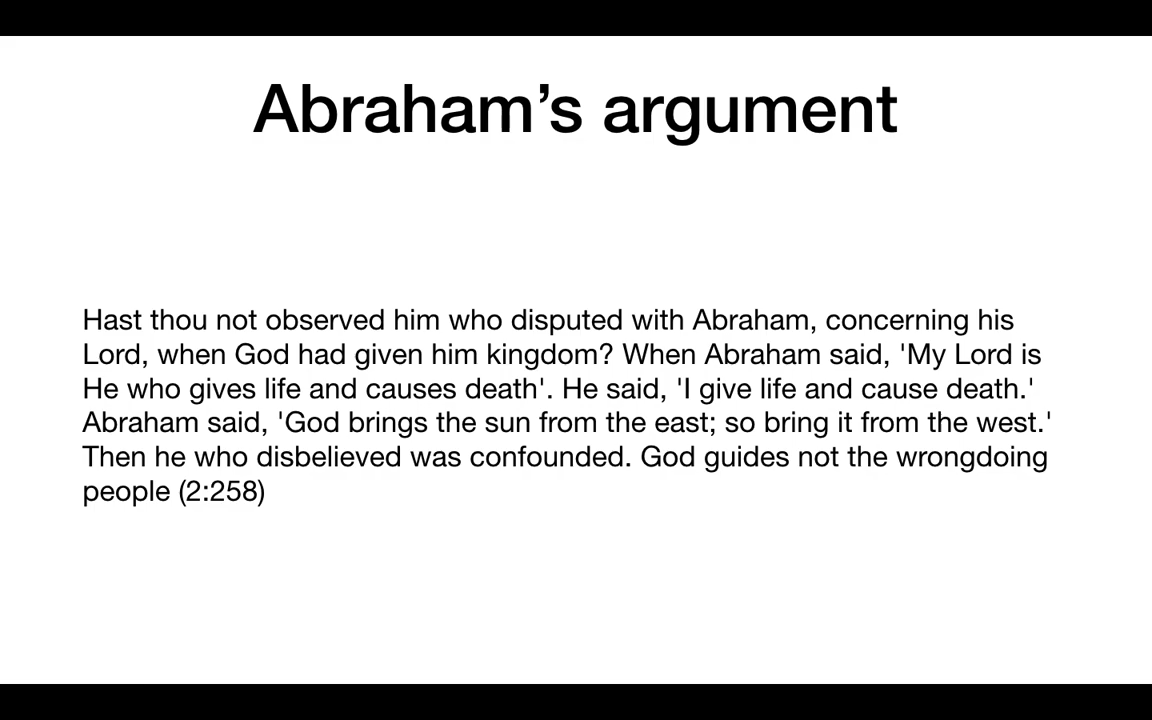 Abraham’s argument
Hast thou not observed him who disputed with Abraham, concerning his
Lord, when God had given him kingdom? When Abraham said, 'My Lord is
He who gives life and causes death'. He said, 'I give life and cause death.'
Abraham said, 'God brings the sun from the east; so bring it from the west.'
Then he who disbelieved was confounded. God guides not the wrongdoing
people (2:258)